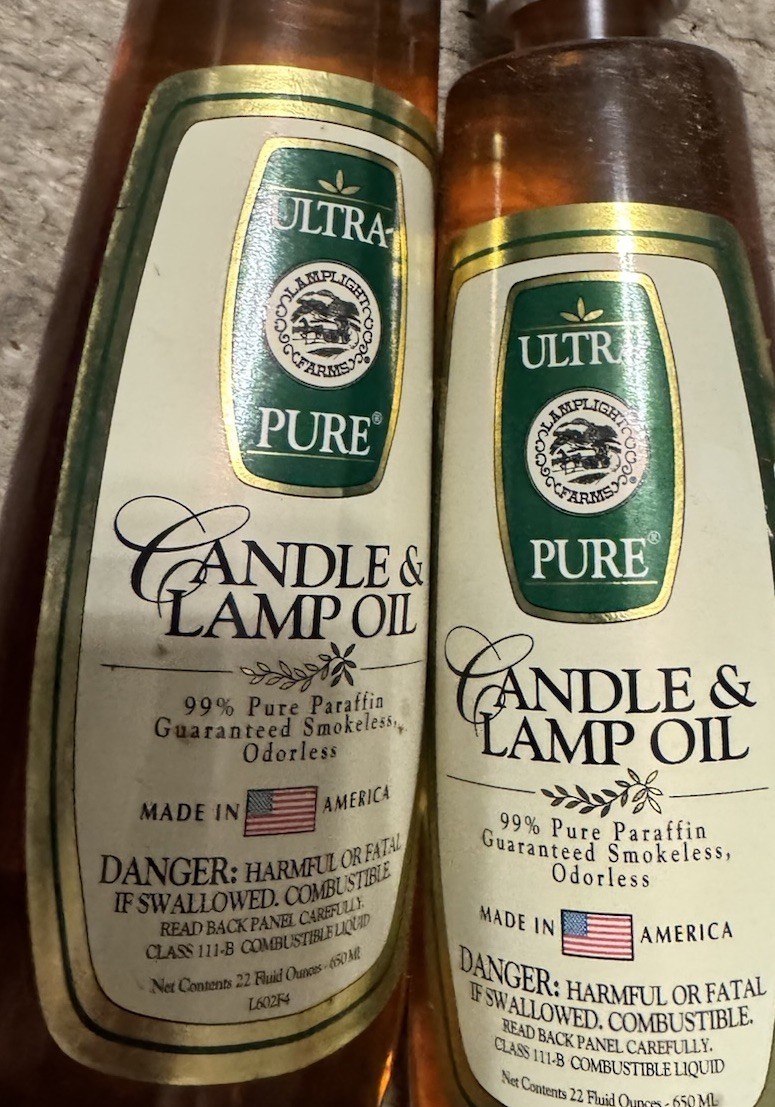 ULTRA
LAMPLIGHT
FARMS®
PURE®
CANDLE &
LAMP OIL
99% Pure Paraffin
Guaranteed Smokeless,
Odorless
MADE IN AMERICA
DANGER: HARMFUL OR FATAL
IF SWALLOWED. COMBUSTIBLE.
READ BACK PANEL CAREFULLY.
CLASS 111-B COMBUSTIBLE LIQUID
Net Contents 22 Fluid Ounces - 650 ML
L602F4
ULTRA
LAMPLIGHT
FARMS®
PURE®
CANDLE &
LAMP OIL
99% Pure Paraffin
Guaranteed Smokeless,
Odorless
MADE IN AMERICA
DANGER: HARMFUL OR FATAL
IF SWALLOWED. COMBUSTIBLE.
READ BACK PANEL CAREFULLY.
CLASS 111-B COMBUSTIBLE LIQUID
Net Contents 22 Fluid Ounces - 650 ML